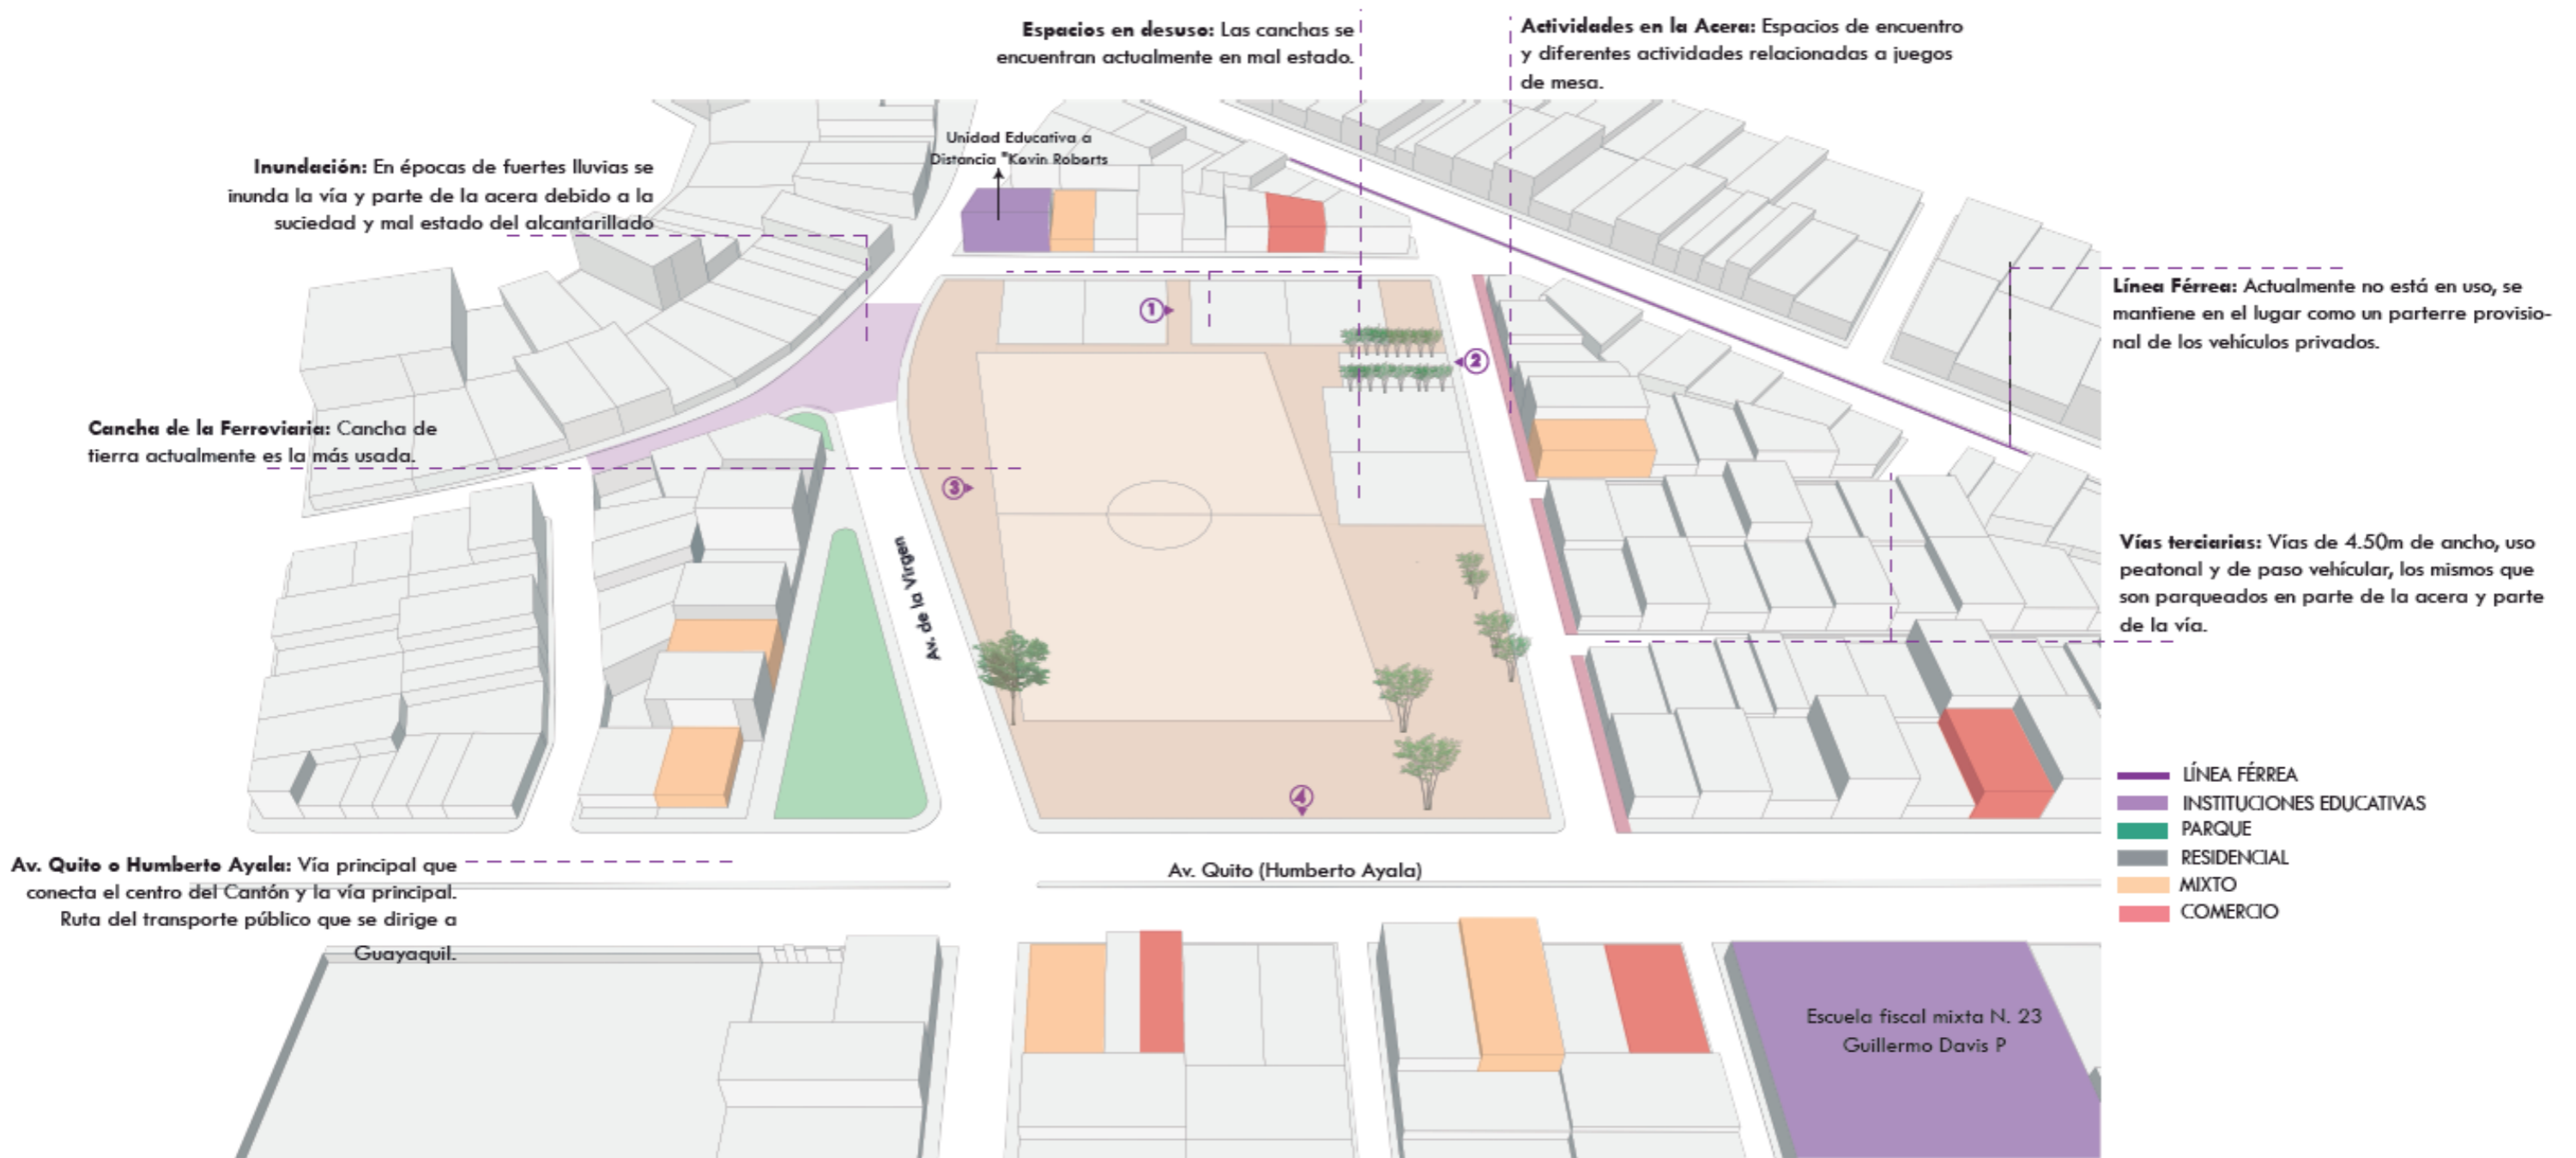 Espacios en desuso: Las canchas se
encuentran actualmente en mal estado.
Actividades en la Acera: Espacios de encuentro
y diferentes actividades relacionadas a juegos
de mesa.
Unidad Educativa a
Distancia "Kevin Roberts
Inundación: En épocas de fuertes lluvias se
inunda la vía y parte de la acera debido a la
suciedad y mal estado del alcantarillado
Línea Férrea: Actualmente no está en uso, se
mantiene en el lugar como un parterre provisio-
nal de los vehículos privados.
1
2
Cancha de la Ferroviaria: Cancha de
tierra actualmente es la más usada.
3
Av. de la Virgen
Vías terciarias: Vías de 4.50m de ancho, uso
peatonal y de paso vehícular, los mismos que
son parqueados en parte de la acera y parte
de la vía.
4
LÍNEA FÉRREA
INSTITUCIONES EDUCATIVAS
PARQUE
RESIDENCIAL
MIXTO
COMERCIO
Av. Quito o Humberto Ayala: Vía principal que
conecta el centro del Cantón y la vía principal.
Ruta del transporte público que se dirige a
Guayaquil.
Av. Quito (Humberto Ayala)
Escuela fiscal mixta N. 23
Guillermo Davis P